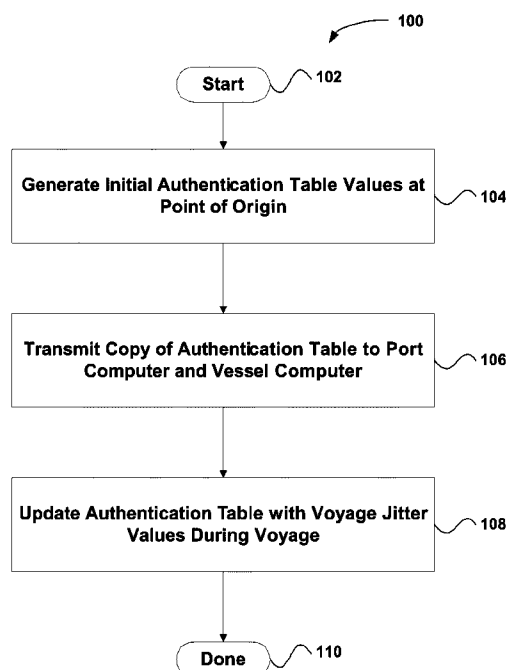 100
Start
102
Generate Initial Authentication Table Values at
Point of Origin
104
Transmit Copy of Authentication Table to Port
Computer and Vessel Computer
106
Update Authentication Table with Voyage Jitter
Values During Voyage
108
Done
110